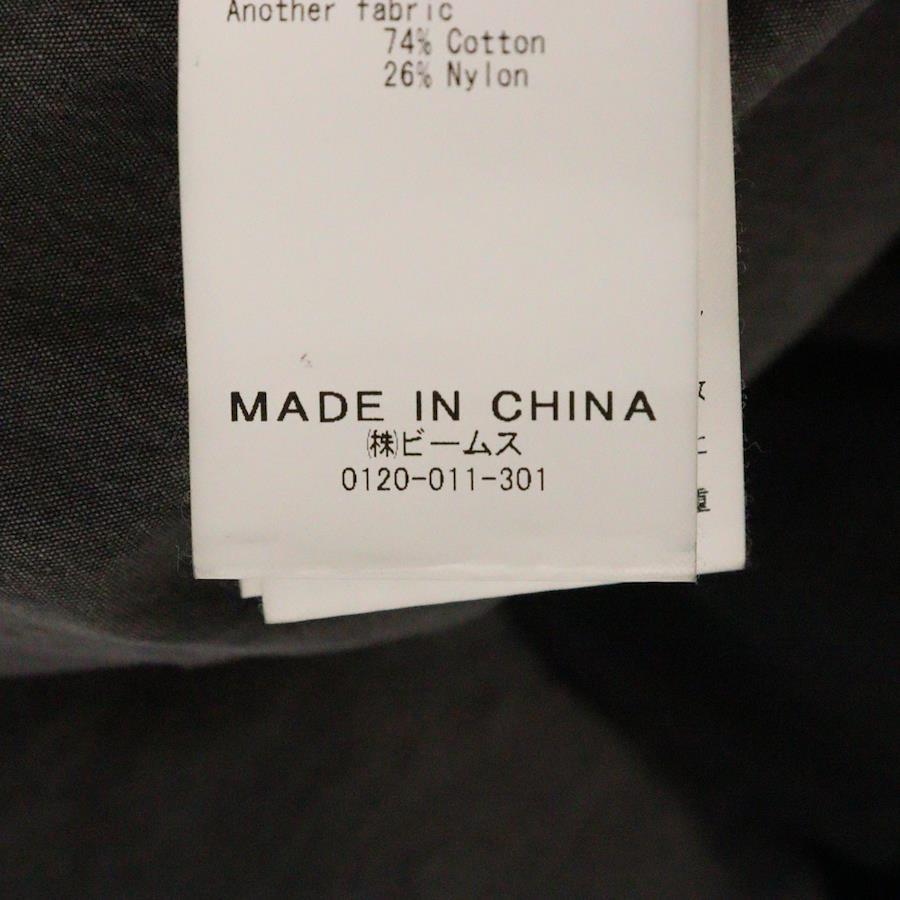 Another fabric
74% Cotton
26% Nylon
MADE IN CHINA
㈱ビームス
0120-011-301